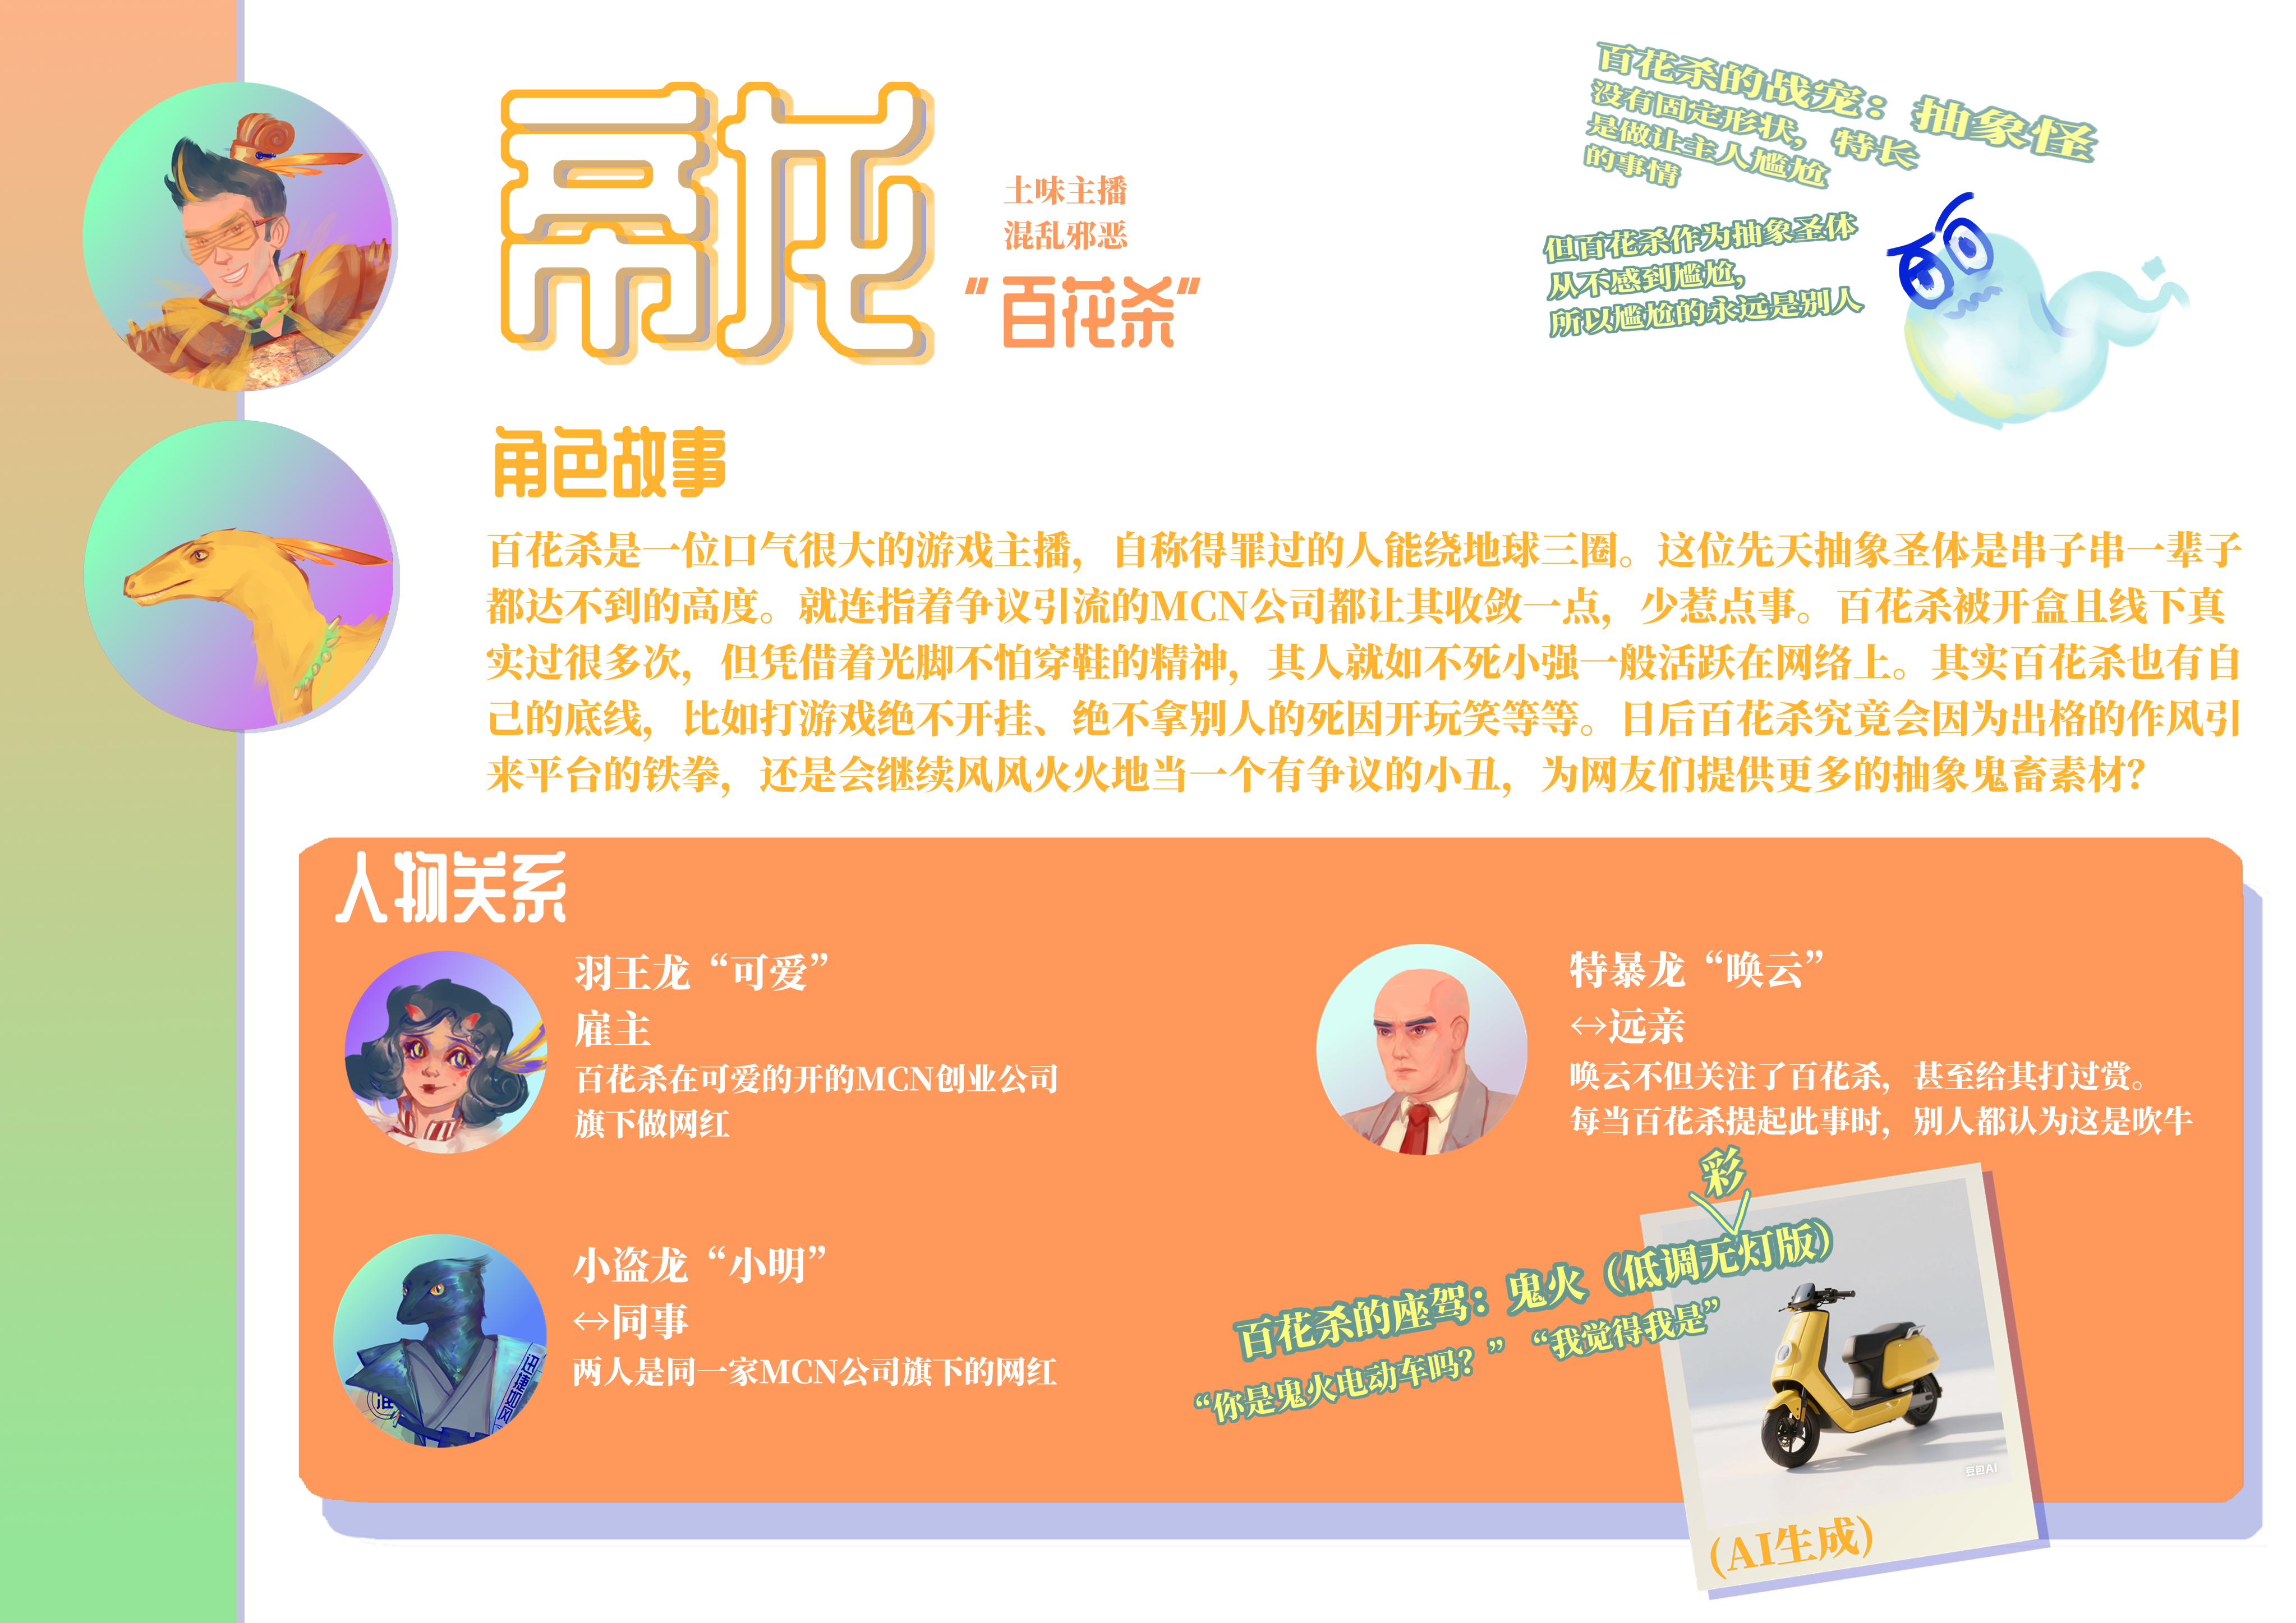 土味主播
混乱邪恶
“百花杀”
百花杀的战宠：抽象怪
没有固定形状，特长
是做让主人尴尬
的事情
但百花杀作为抽象圣体
从不感到尴尬，
所以尴尬的永远是别人
角色故事
百花杀是一位口气很大的游戏主播，自称得罪过的人能绕地球三圈。这位先天抽象圣体是串子串一辈子
都达不到的高度。就连指着争议引流的MCN公司都让其收敛一点，少惹点事。百花杀被开盒且线下真
实过很多次，但凭借着光脚不怕穿鞋的精神，其人就如不死小强一般活跃在网络上。其实百花杀也有自
己的底线，比如打游戏绝不开挂、绝不拿别人的死因开玩笑等等。日后百花杀究竟会因为出格的作风引
来平台的铁拳，还是会继续风风火火地当一个有争议的小丑，为网友们提供更多的抽象鬼畜素材？
人物关系
羽王龙“可爱”
雇主
百花杀在可爱的开的MCN创业公司
旗下做网红
特暴龙“唤云”
↔远亲
唤云不但关注了百花杀，甚至给其打过赏。
每当百花杀提起此事时，别人都认为这是吹牛
小盗龙“小明”
↔同事
两人是同一家MCN公司旗下的网红
彩
百花杀的座驾：鬼火（低调无灯版）
“你是鬼火电动车吗？”“我觉得我是”
豆包AI
(AI生成)